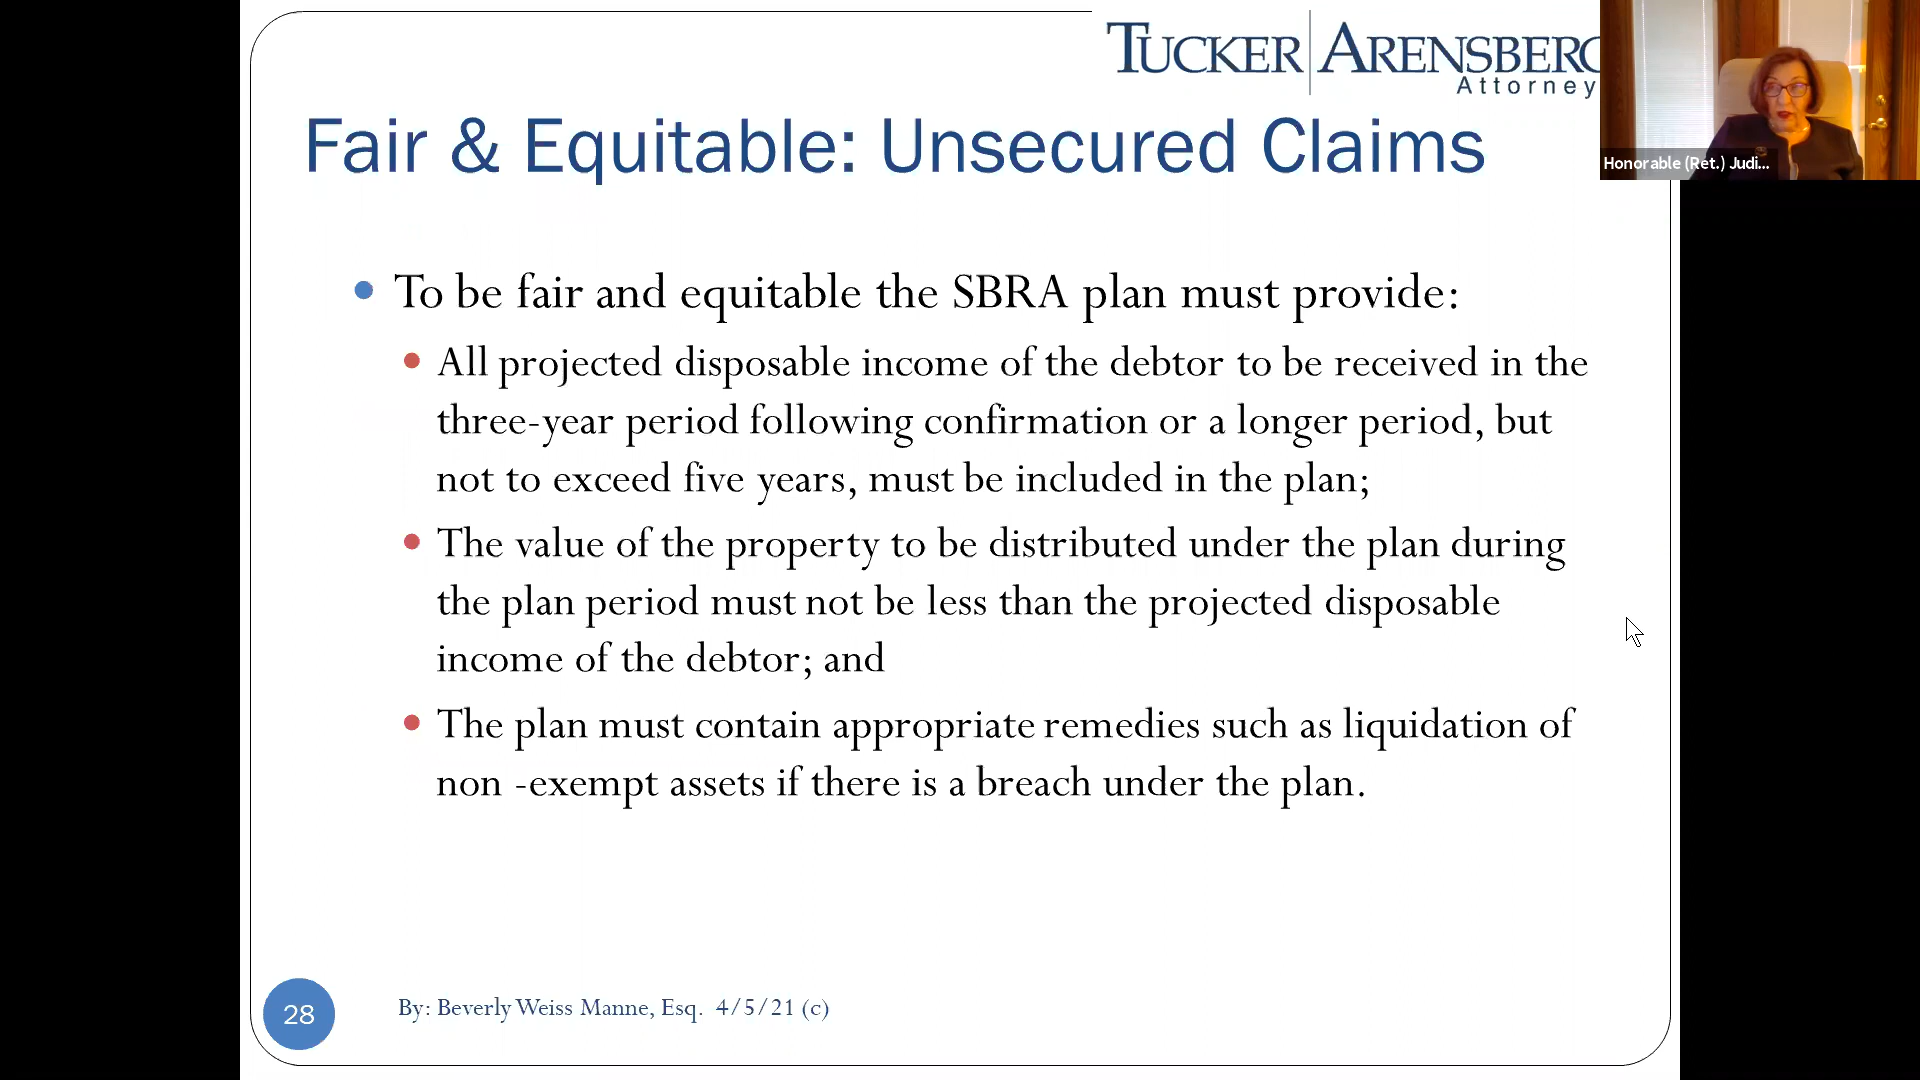 TUCKER ARENSBERG
Attorney
Honorable (Ret.) Judi...
Fair & Equitable: Unsecured Claims
To be fair and equitable the SBRA plan must provide:
All projected disposable income of the debtor to be received in the
three-year period following confirmation or a longer period, but
not to exceed five years, must be included in the plan;
The value of the property to be distributed under the plan during
the plan period must not be less than the projected disposable
income of the debtor; and
The plan must contain appropriate remedies such as liquidation of
non -exempt assets if there is a breach under the plan.
28
By: Beverly Weiss Manne, Esq. 4/5/21 (c)